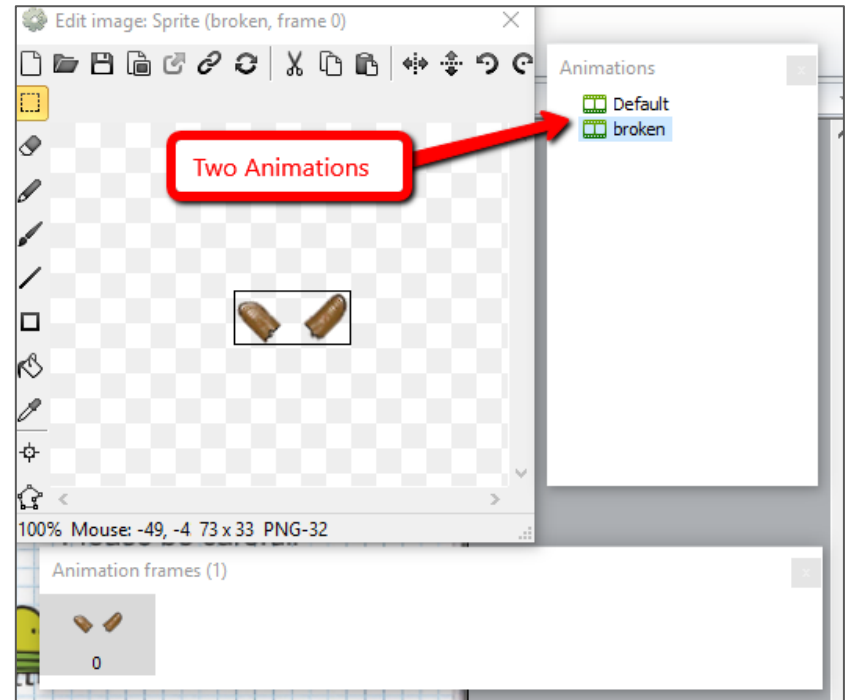 Edit image: Sprite (broken, frame 0)
Animations
Default
broken
Two Animations
100% Mouse: -49, -4 73 x 33 PNG-32
Animation frames (1)
0